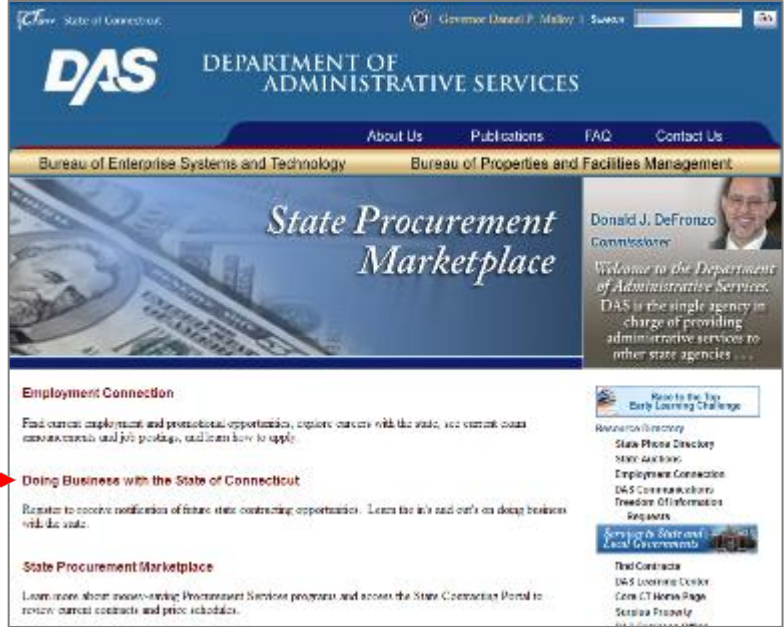 State of Connecticut
Governor Dannel P. Malloy | Search Go
DAS
DEPARTMENT OF
ADMINISTRATIVE SERVICES
About Us Publications FAQ Contact Us
Bureau of Enterprise Systems and Technology Bureau of Properties and Facilities Management
State Procurement
Marketplace
Donald J. DeFronzo
Commissioner
Welcome to the Department
of Administrative Services.
DAS is the single agency in
charge of providing
administrative services to
other state agencies . . .
Employment Connection
Find current employment and promotional opportunities, explore careers with the state, see current exam
announcements and job postings, and learn how to apply.
Doing Business with the State of Connecticut
Register to receive notification of future state contracting opportunities. Learn the in's and out's on doing business
with the state.
State Procurement Marketplace
Learn more about money-saving Procurement Services programs and access the State Contracting Portal to
review current contracts and price schedules.
Race to the Top
Early Learning Challenge
Resource Directory
State Phone Directory
State Auctions
Employment Connection
DAS Communications
Freedom Of Information
Requests
Serving to State and
Local Governments
Find Contracts
DAS Learning Center
Core CT Home Page
Surplus Property